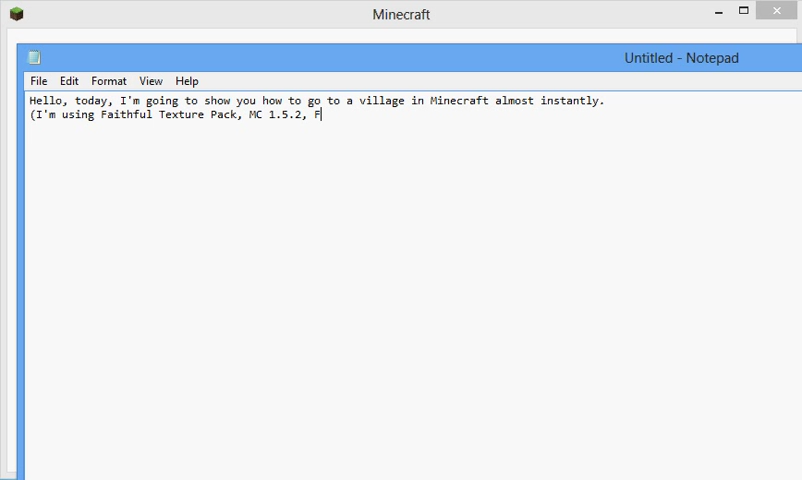 Minecraft
Untitled - Notepad
File Edit Format View Help
Hello, today, I'm going to show you how to go to a village in Minecraft almost instantly.
(I'm using Faithful Texture Pack, MC 1.5.2, F